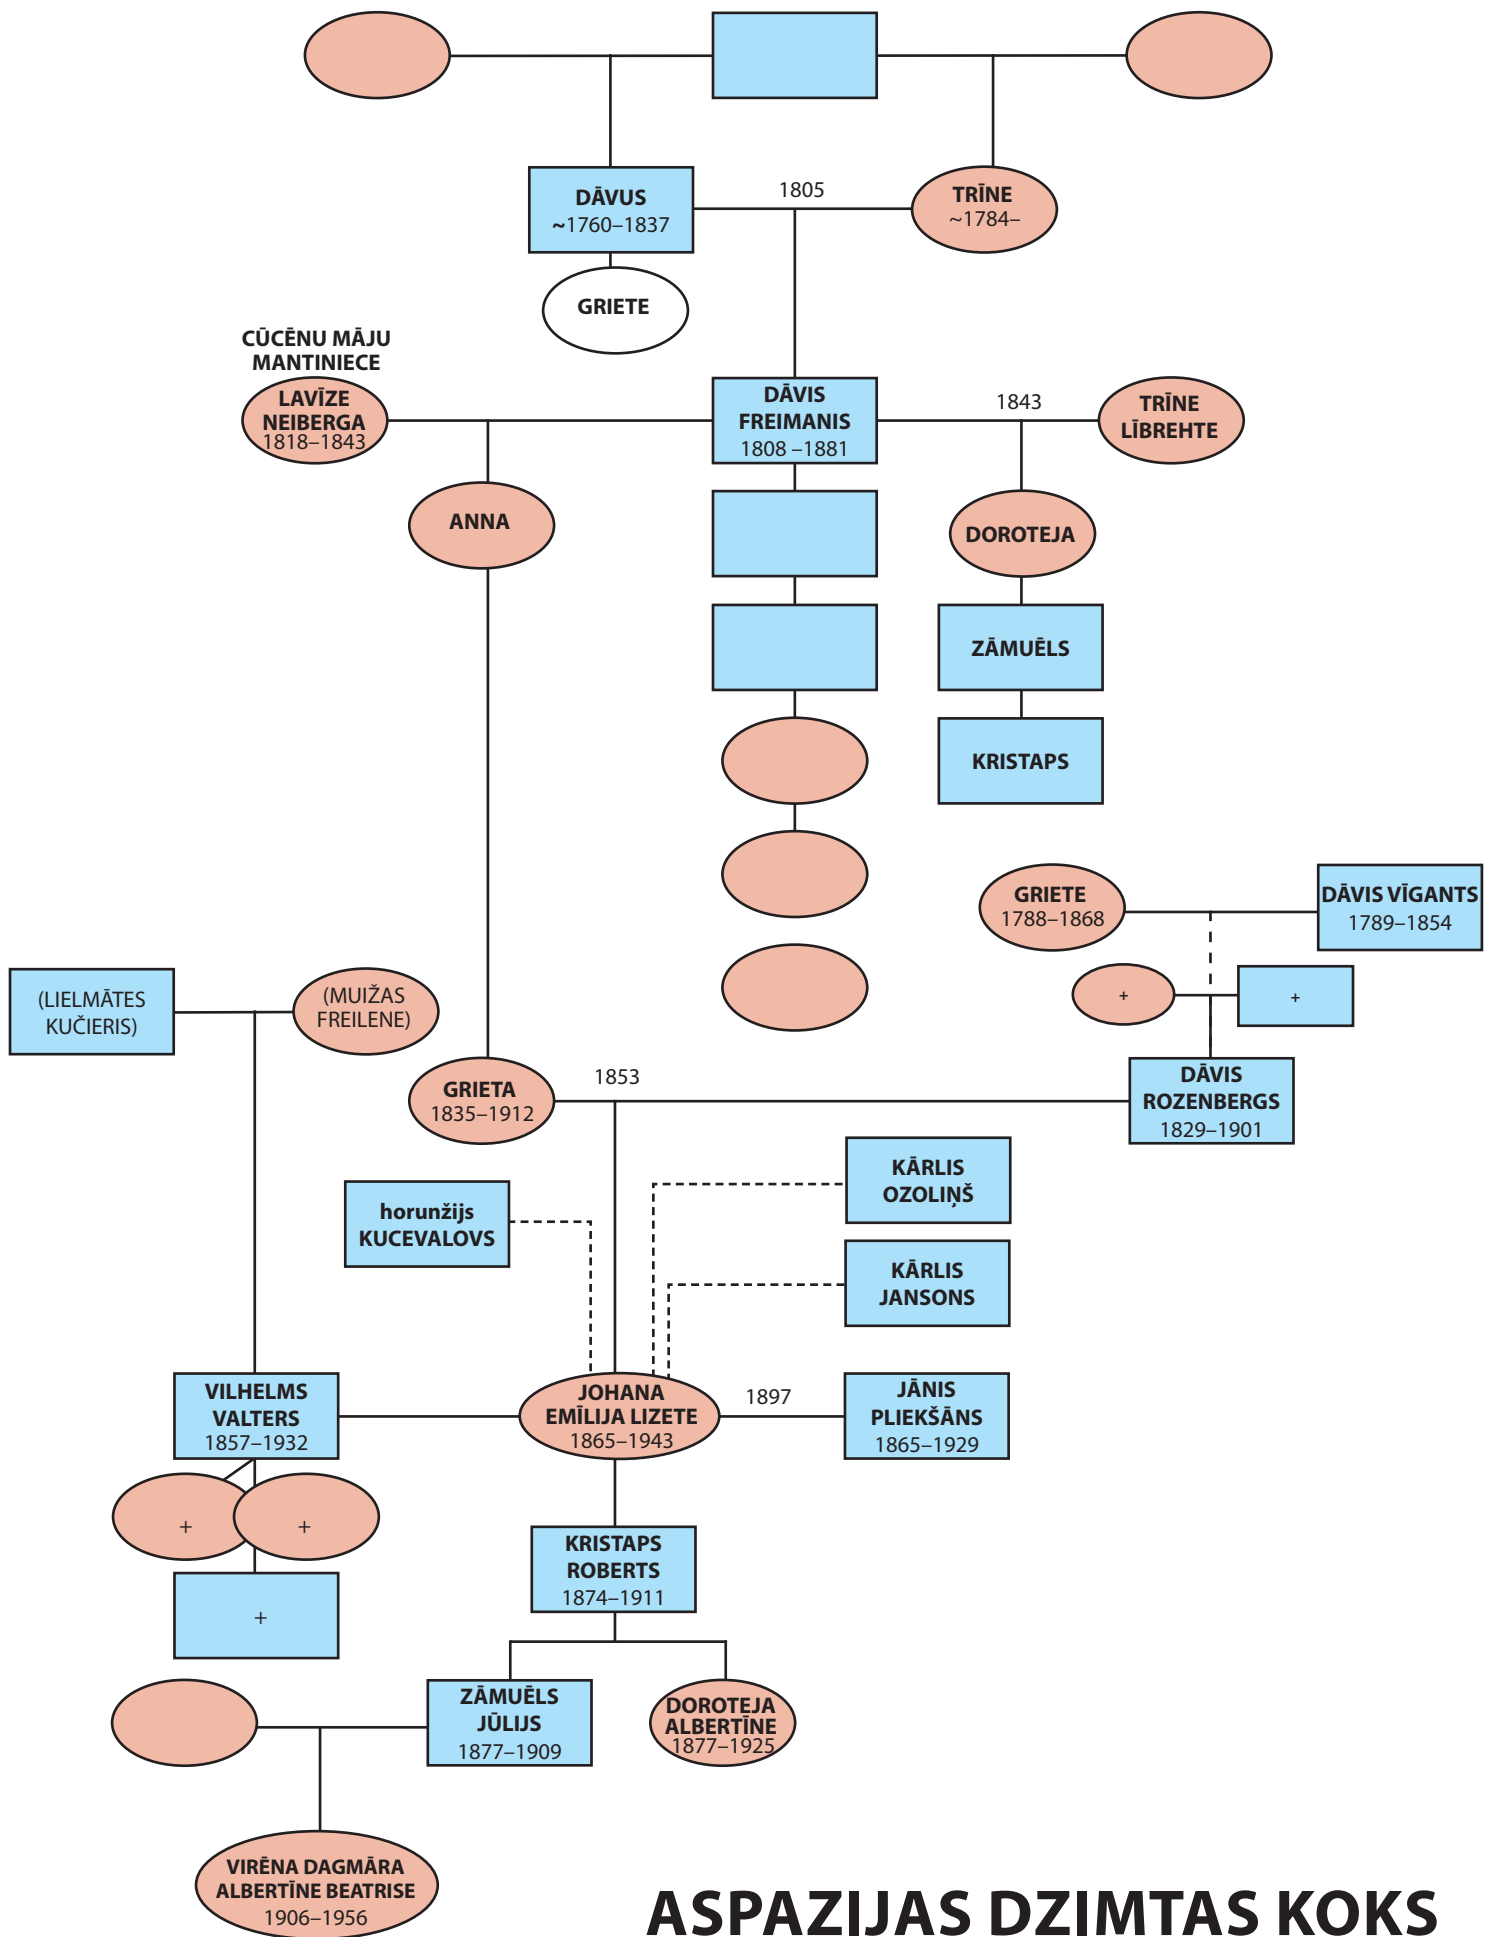 DĀVUS
~1760–1837
1805
TRĪNE
~1784–
GRIETE
CŪCĒNU MĀJU
MANTINIECE
LAVĪZE
NEIBERGA
1818–1843
DĀVIS
FREIMANIS
1808 –1881
1843
TRĪNE
LĪBREHTE
ANNA
DOROTEJA
ZĀMUĒLS
KRISTAPS
GRIETE
1788–1868
DĀVIS VĪGANTS
1789–1854
(LIELMĀTES
KUČIERIS)
(MUIŽAS
FREILENE)
+
+
GRIETA
1835–1912
1853
DĀVIS
ROZENBERGS
1829–1901
KĀRLIS
OZOLIŅŠ
horunžijs
KUCEVALOVS
KĀRLIS
JANSONS
VILHELMS
VALTERS
1857–1932
JOHANA
EMĪLIJA LIZETE
1865–1943
1897
JĀNIS
PLIEKŠĀNS
1865–1929
+
+
KRISTAPS
ROBERTS
1874–1911
+
ZĀMUĒLS
JŪLIJS
1877–1909
DOROTEJA
ALBERTĪNE
1877–1925
VIRĒNA DAGMĀRA
ALBERTĪNE BEATRISE
1906–1956
ASPAZIJAS DZIMTAS KOKS